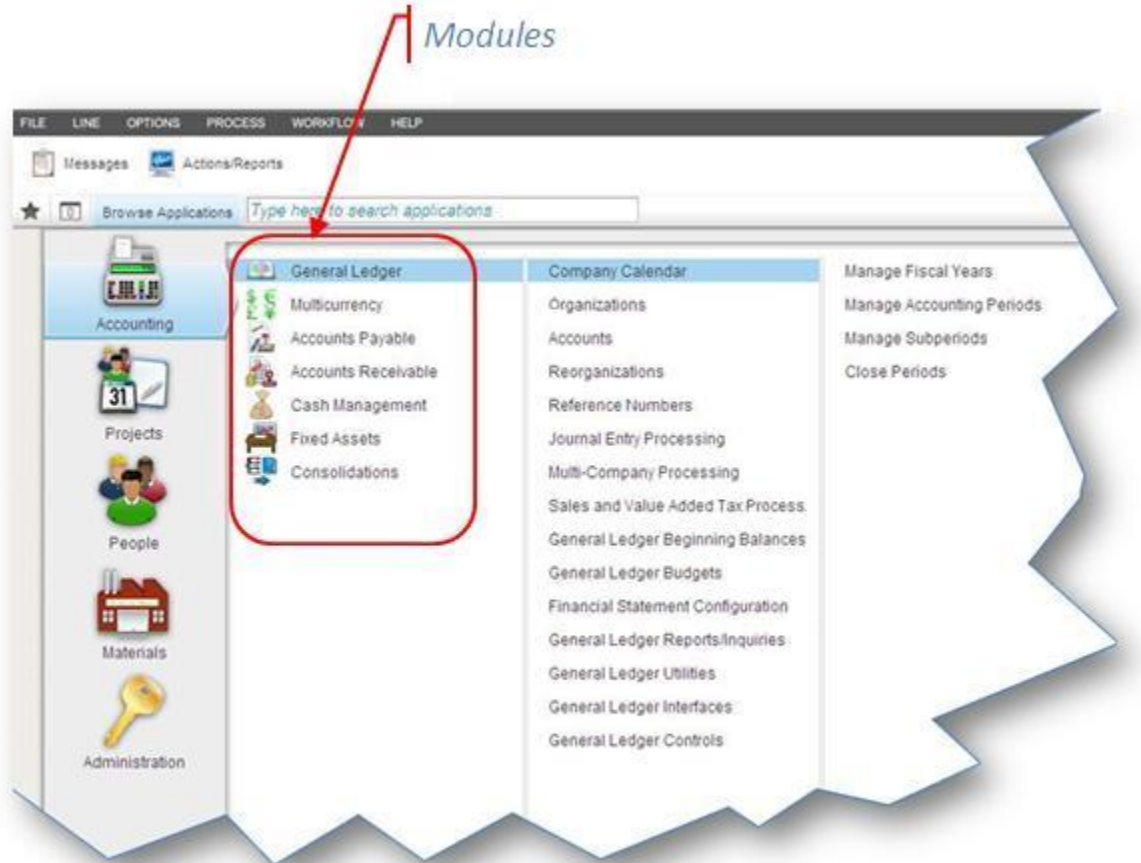 Modules
FILE LINE OPTIONS PROCESS WORKFLOW HELP
Messages Actions/Reports
Browse Applications Type here to search applications
Accounting
31
Projects
People
Materials
Administration
General Ledger
Multicurrency
Accounts Payable
Accounts Receivable
Cash Management
Fixed Assets
Consolidations
Company Calendar
Organizations
Accounts
Reorganizations
Reference Numbers
Journal Entry Processing
Multi-Company Processing
Sales and Value Added Tax Process
General Ledger Beginning Balances
General Ledger Budgets
Financial Statement Configuration
General Ledger Reports/Inquiries
General Ledger Utilities
General Ledger Interfaces
General Ledger Controls
Manage Fiscal Years
Manage Accounting Periods
Manage Subperiods
Close Periods